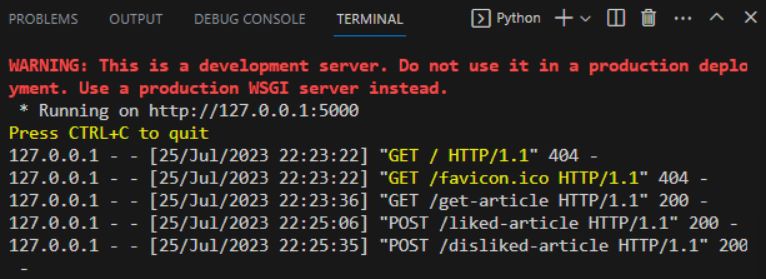 PROBLEMS OUTPUT DEBUG CONSOLE TERMINAL Python
WARNING: This is a development server. Do not use it in a production deplo
yment. Use a production WSGI server instead.
 * Running on http://127.0.0.1:5000
Press CTRL+C to quit
127.0.0.1 - - [25/Jul/2023 22:23:22] "GET / HTTP/1.1" 404 -
127.0.0.1 - - [25/Jul/2023 22:23:22] "GET /favicon.ico HTTP/1.1" 404 -
127.0.0.1 - - [25/Jul/2023 22:23:36] "GET /get-article HTTP/1.1" 200 -
127.0.0.1 - - [25/Jul/2023 22:25:06] "POST /liked-article HTTP/1.1" 200 -
127.0.0.1 - - [25/Jul/2023 22:25:35] "POST /disliked-article HTTP/1.1" 200
 -